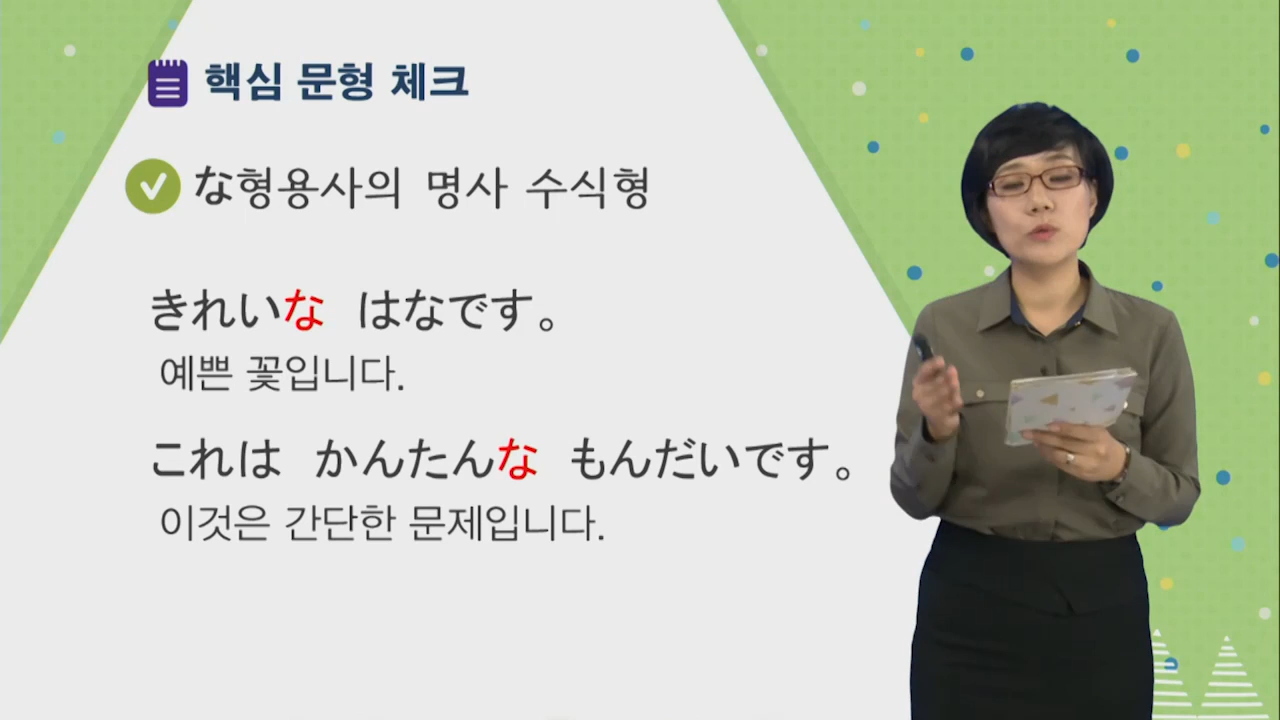 핵심 문형 체크
な형용사의 명사 수식형
きれいな はなです。
예쁜 꽃입니다.
これは かんたんな もんだいです。
이것은 간단한 문제입니다.